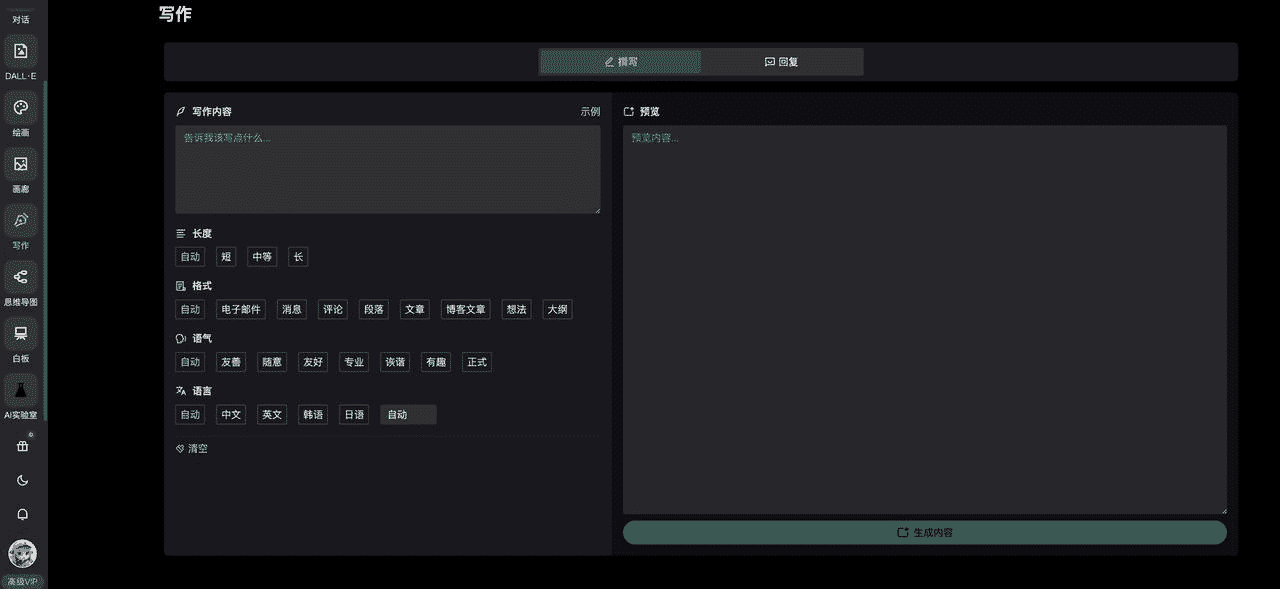 对话
DALL·E
绘画
画廊
写作
思维导图
白板
AI实验室
0
高级VIP
写作
撰写
回复
写作内容
示例
告诉我该写点什么...
长度
自动 短 中等 长
格式
自动 电子邮件 消息 评论 段落 文章 博客文章 想法 大纲
语气
自动 友善 随意 友好 专业 诙谐 有趣 正式
语言
自动 中文 英文 韩语 日语 自动
清空
预览
预览内容...
生成内容